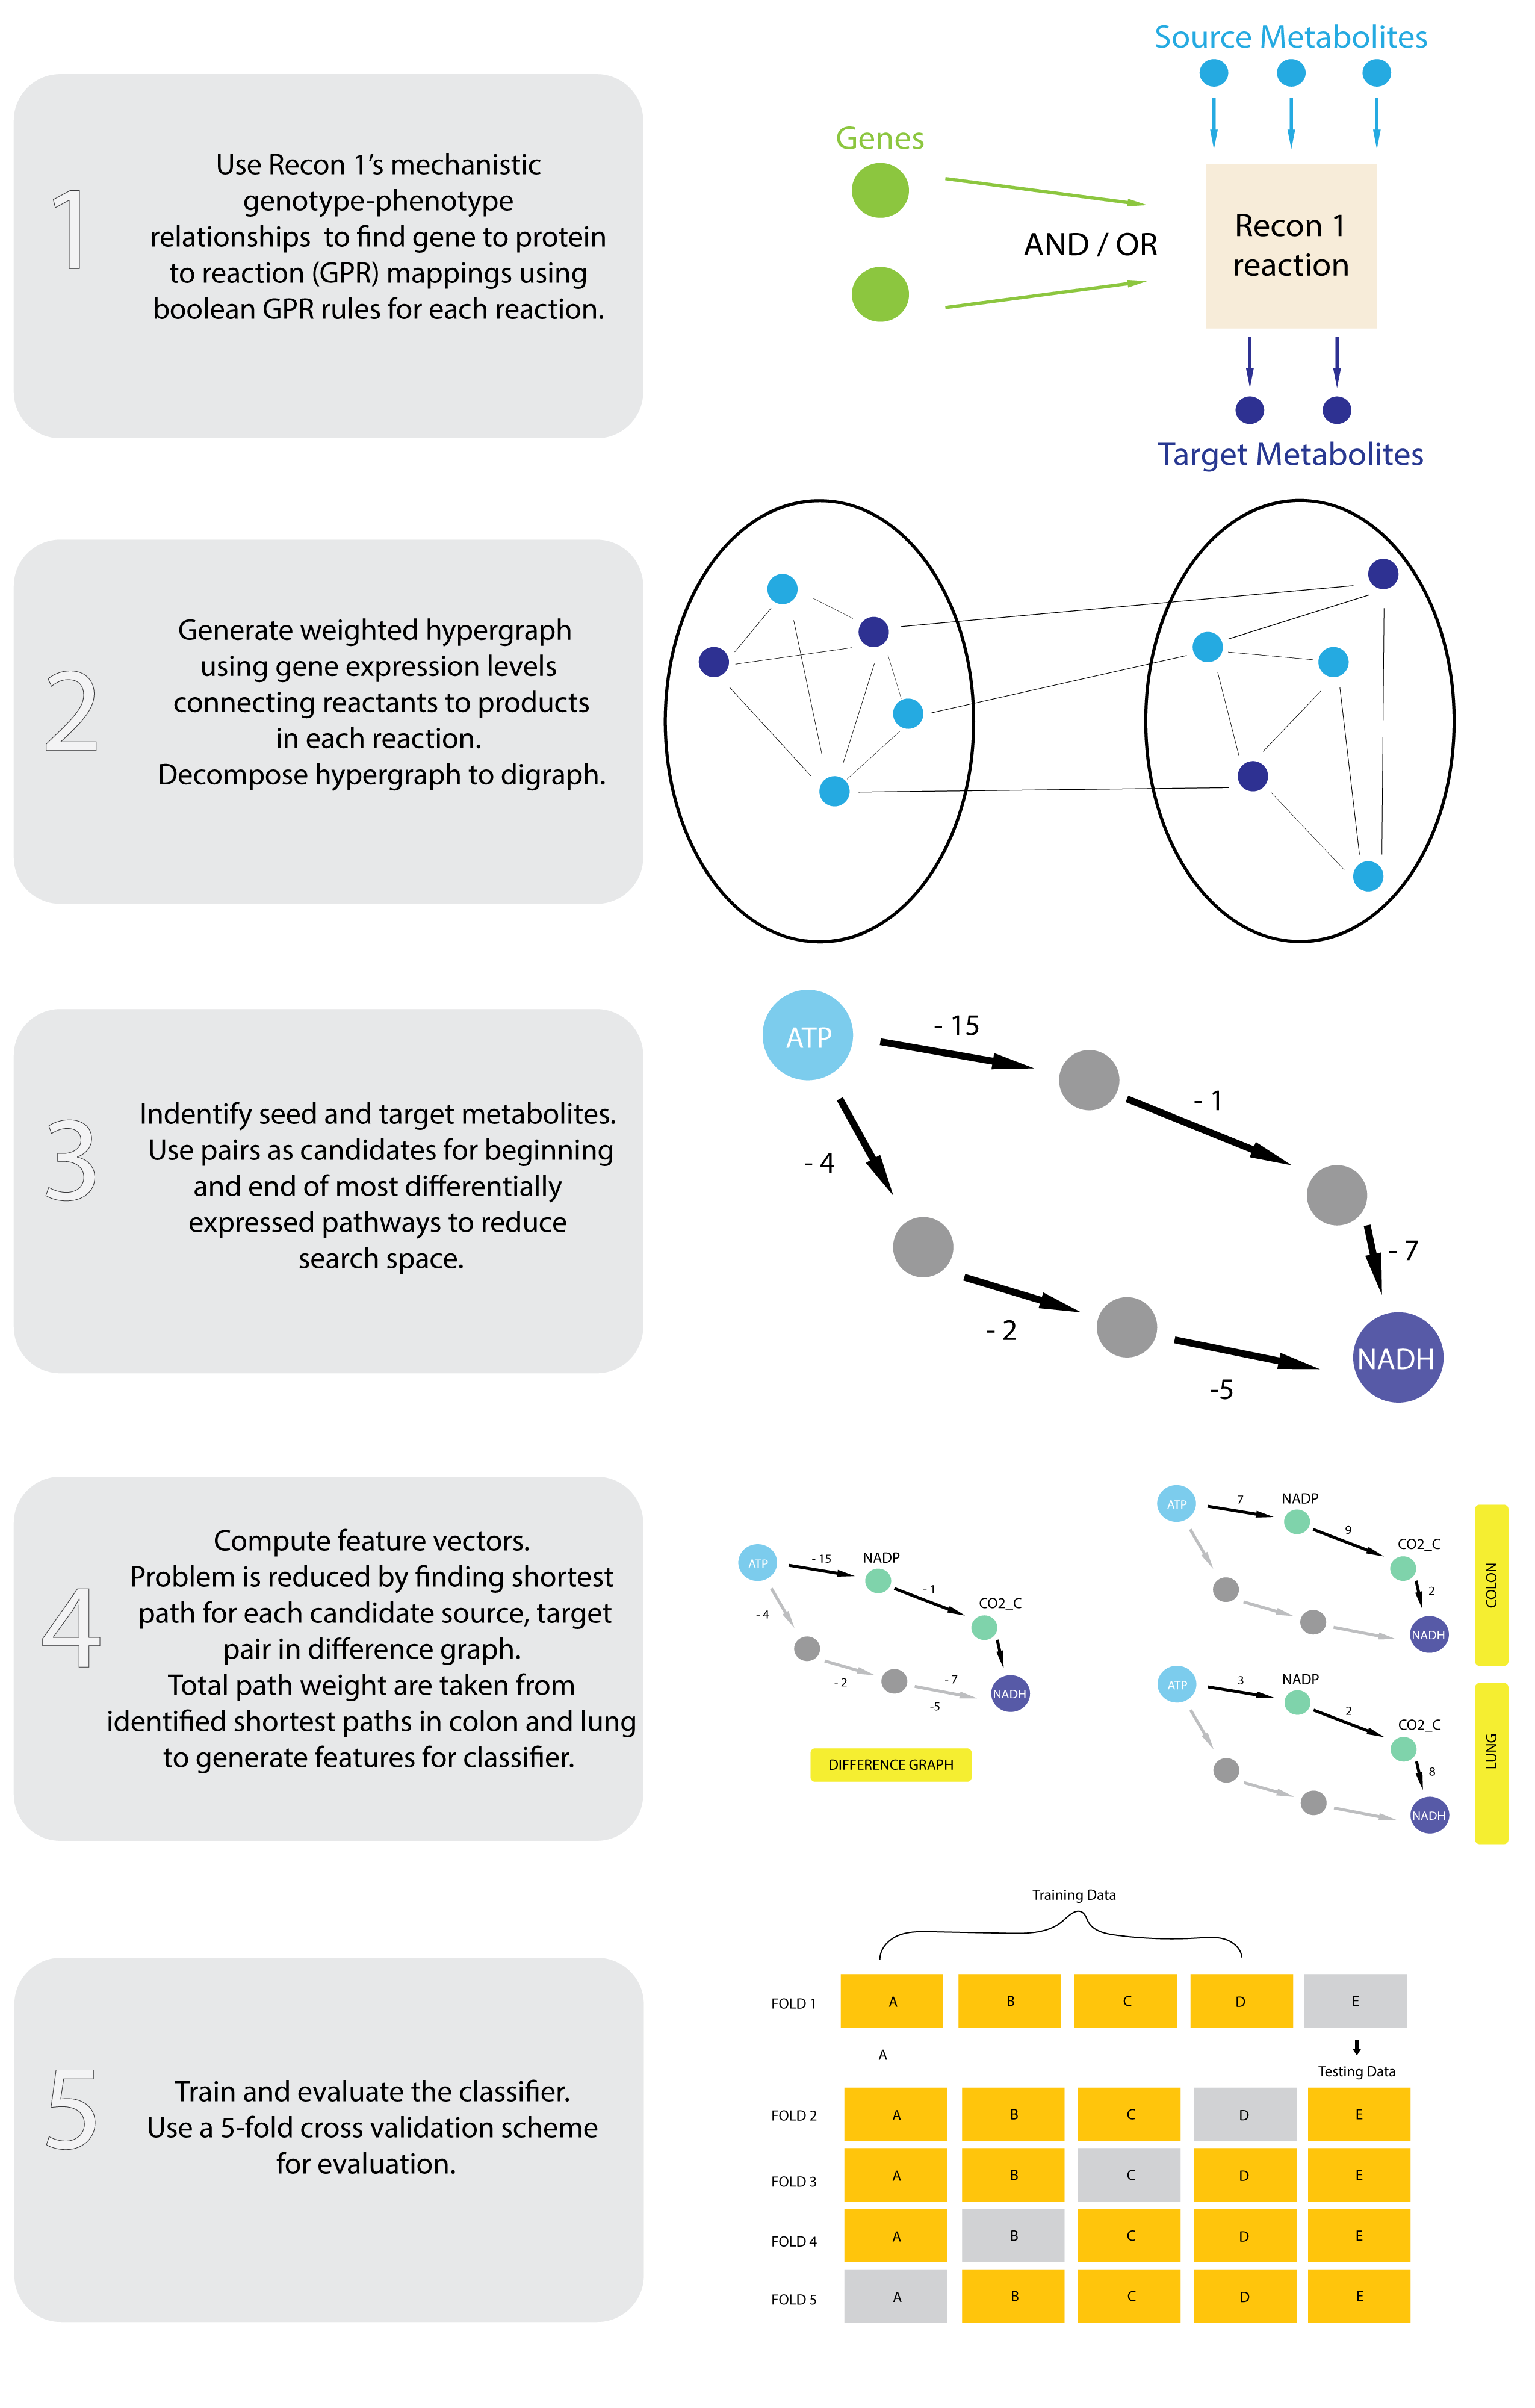 Source Metabolites
Genes
AND / OR
Recon 1
reaction
Target Metabolites
1
Use Recon 1’s mechanistic
genotype-phenotype
relationships  to find gene to protein
to reaction (GPR) mappings using
boolean GPR rules for each reaction.
2
Generate weighted hypergraph
using gene expression levels
connecting reactants to products
in each reaction.
Decompose hypergraph to digraph.
3
Indentify seed and target metabolites.
Use pairs as candidates for beginning
and end of most differentially
expressed pathways to reduce
search space.
ATP
- 15
- 1
- 4
- 7
- 2
-5
NADH
4
Compute feature vectors.
Problem is reduced by finding shortest
path for each candidate source, target
pair in difference graph.
Total path weight are taken from
identified shortest paths in colon and lung
to generate features for classifier.
ATP
- 15
NADP
- 1
CO2_C
- 4
- 2
- 7
-5
NADH
DIFFERENCE GRAPH
ATP
7
NADP
9
CO2_C
2
NADH
COLON
ATP
3
NADP
2
CO2_C
8
NADH
LUNG
5
Train and evaluate the classifier.
Use a 5-fold cross validation scheme
for evaluation.
Training Data
FOLD 1 A B C D E
A
Testing Data
FOLD 2 A B C D E
FOLD 3 A B C D E
FOLD 4 A B C D E
FOLD 5 A B C D E